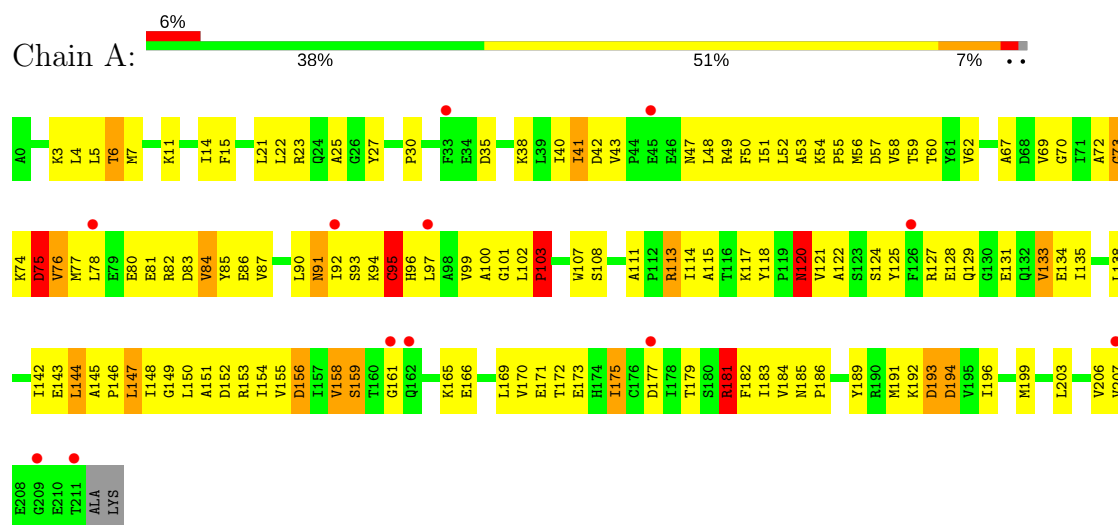 6%
Chain A:
38% 51% 7% • •
A0 K3 L4 L5 T6 M7 K11 I14 F15 L21 L22 R23 Q24 A25 G26 Y27 P30 F33 E34 D35 K38 L39 I40 I41 D42 V43 P44 E45 E46 N47 L48 R49 F50 I51 L52 A53 K54 P55 M56 D57 V58 T59 T60 Y61 V62 A67 D68 V69 G70 I71 A72
K74 D75 V76 M77 L78 E79 E80 E81 R82 D83 V84 Y85 E86 V87 L90 N91 I92 S93 K94 C95 H96 L97 A98 V99 A100 G101 L102 P103 W107 S108 A111 P112 R113 I114 A115 T116 K117 Y118 P119 N120 V121 A122 S123 S124 Y125 F126 R127 E128 Q129 G130 E131 Q132 V133 E134 I135
I142 E143 L144 A145 P146 L147 I148 G149 L150 A151 D152 R153 I154 V155 D156 I157 V158 S159 T160 G161 Q162 K165 E166 L169 V170 E171 T172 E173 H174 I175 C176 D177 I178 T179 S180 R181 F182 I183 V184 N185 P186 Y189 R190 M191 K192 D193 D194 V195 I196 M199 L203 V206
E208 G209 E210 T211 ALA LYS